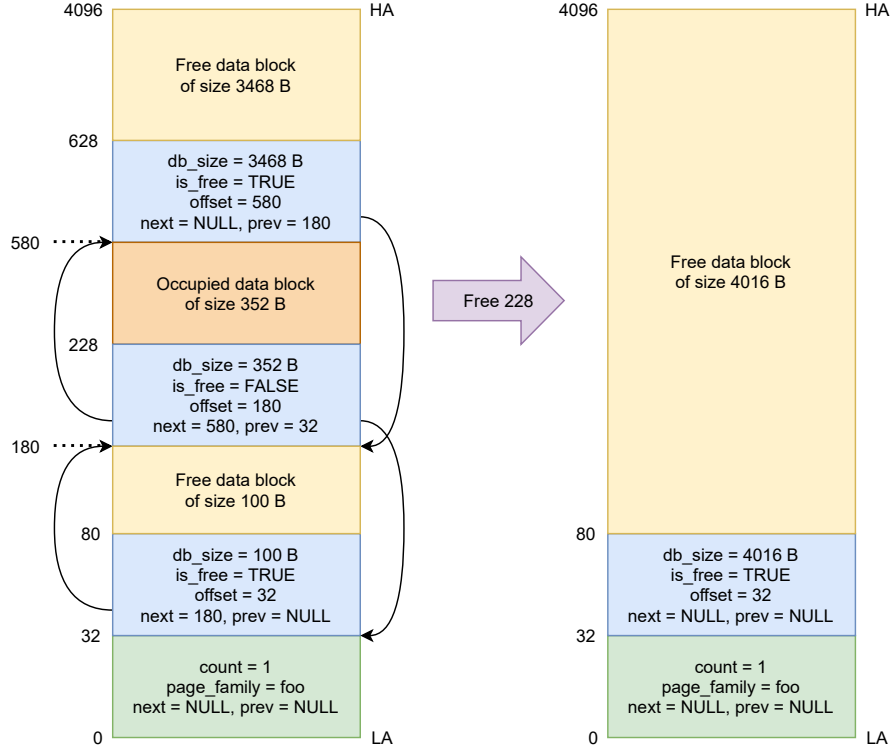 4096
HA
Free data block
of size 3468 B
628
db_size = 3468 B
is_free = TRUE
offset = 580
next = NULL, prev = 180
580
Occupied data block
of size 352 B
228
db_size = 352 B
is_free = FALSE
offset = 180
next = 580, prev = 32
180
Free data block
of size 100 B
80
db_size = 100 B
is_free = TRUE
offset = 32
next = 180, prev = NULL
32
count = 1
page_family = foo
next = NULL, prev = NULL
0
LA
Free 228
4096
HA
Free data block
of size 4016 B
80
db_size = 4016 B
is_free = TRUE
offset = 32
next = NULL, prev = NULL
32
count = 1
page_family = foo
next = NULL, prev = NULL
0
LA